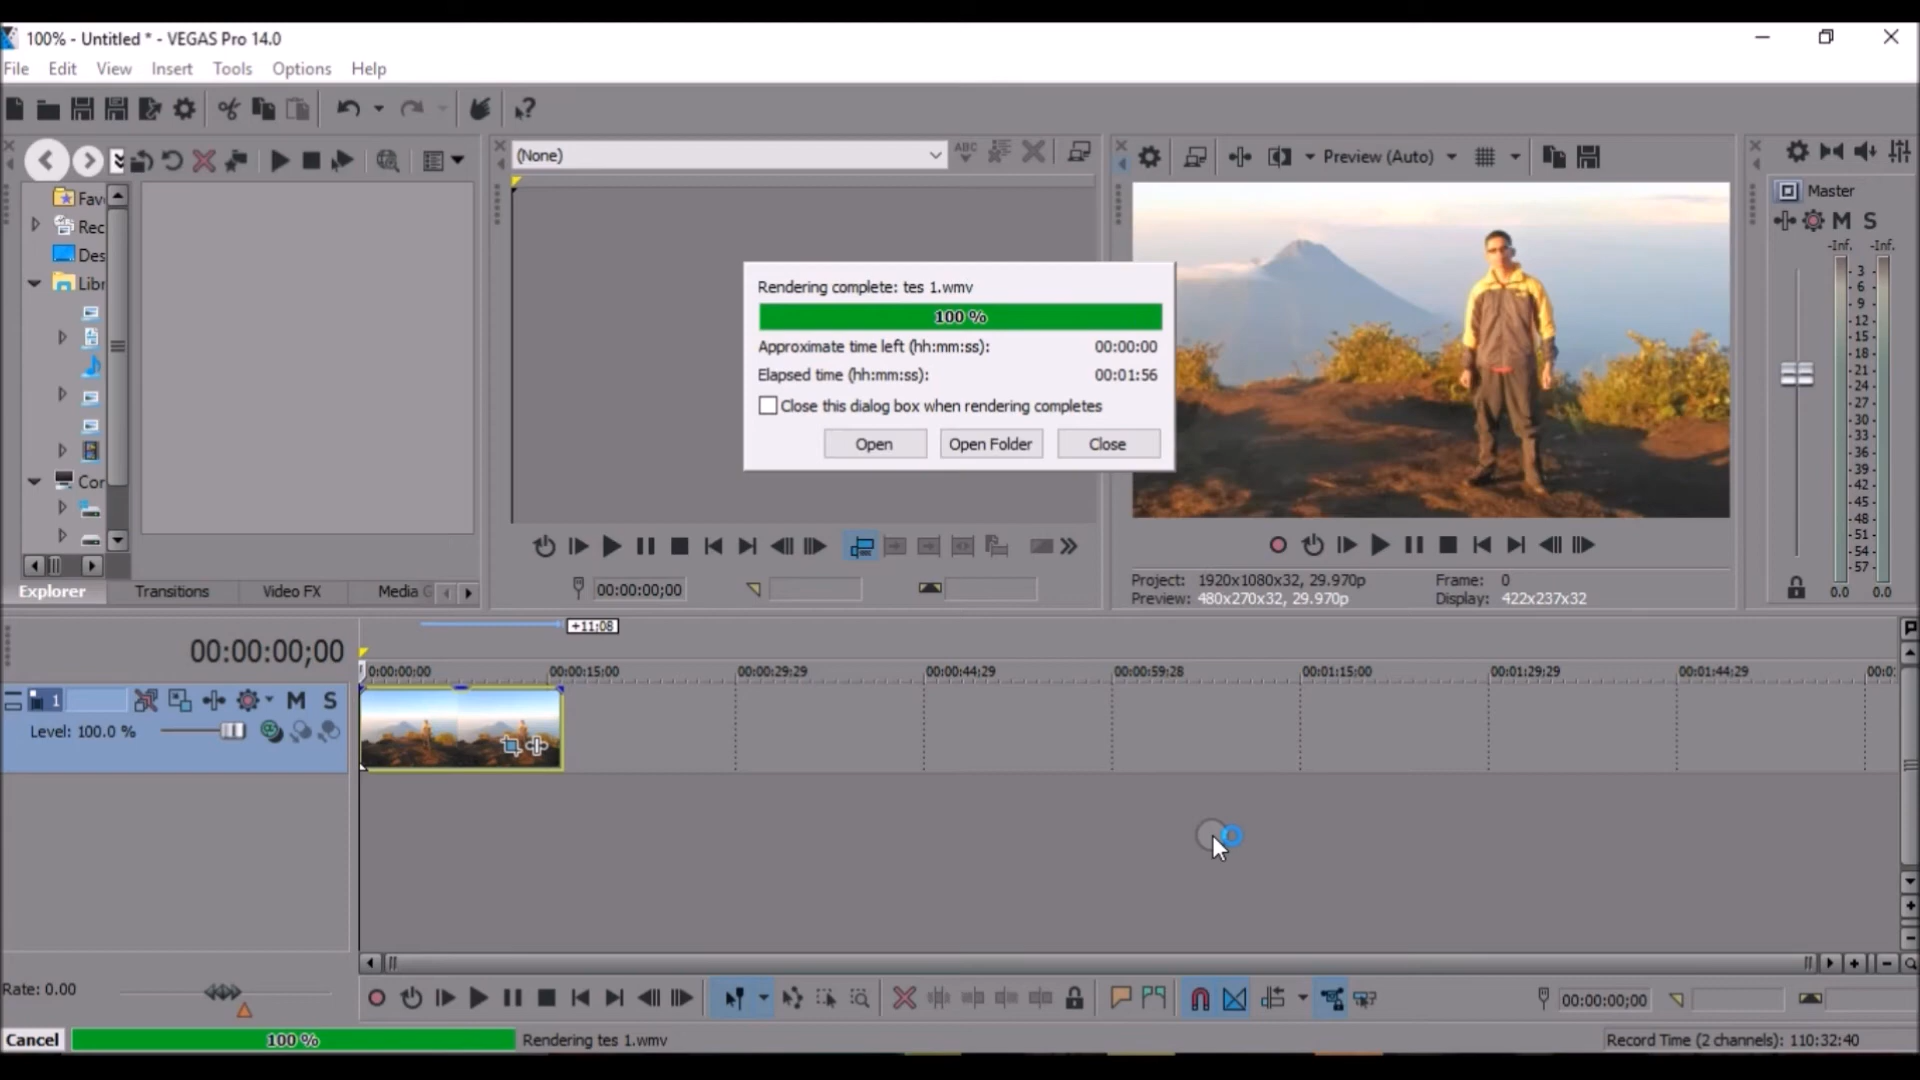 100% - Untitled * - VEGAS Pro 14.0
File Edit View Insert Tools Options Help
(None)
ABC
Preview (Auto)
Fav
Rec
Des
Libr
Con
Master
M S
-Inf. -Inf.
3
6
9
12
15
18
21
24
27
30
33
36
39
42
45
48
51
54
57
0.0 0.0
Rendering complete: tes 1.wmv
100 %
Approximate time left (hh:mm:ss): 00:00:00
Elapsed time (hh:mm:ss): 00:01:56
Close this dialog box when rendering completes
Open Open Folder Close
Explorer Transitions Video FX Media G
00:00:00;00
Project: 1920x1080x32, 29.970p Frame: 0
Preview: 480x270x32, 29.970p Display: 422x237x32
+11;08
00:00:00;00
0:00:00;00 00:00:15;00 00:00:29;29 00:00:44;29 00:00:59;28 00:01:15;00 00:01:29;29 00:01:44;29 00:0
1 M S
Level: 100.0 %
Rate: 0.00
00:00:00;00
Cancel 100 % Rendering tes 1.wmv
Record Time (2 channels): 110:32:40